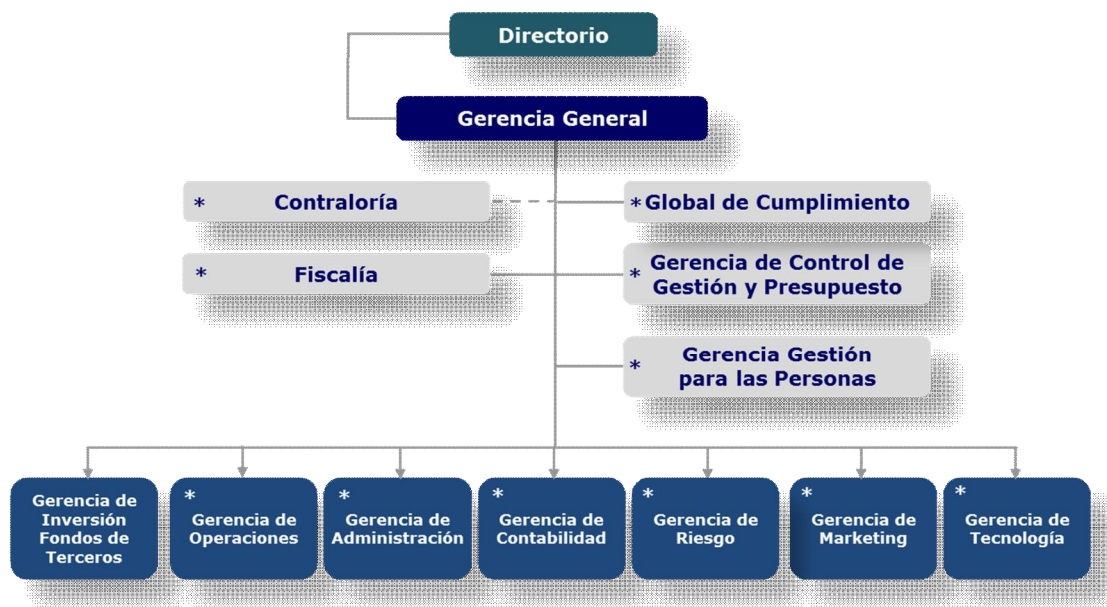 Directorio
Gerencia General
* Contraloría
* Global de Cumplimiento
* Fiscalía
* Gerencia de Control de
Gestión y Presupuesto
* Gerencia Gestión
para las Personas
Gerencia de
Inversión
Fondos de
Terceros
*
Gerencia de
Operaciones
*
Gerencia de
Administración
*
Gerencia de
Contabilidad
*
Gerencia de
Riesgo
*
Gerencia de
Marketing
*
Gerencia de
Tecnología